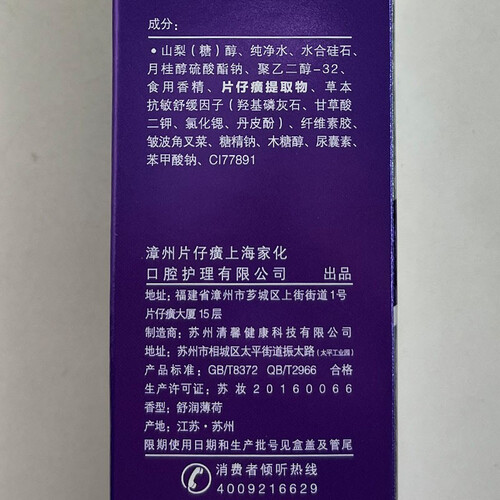 成分:
•山梨(糖)醇、纯净水、水合硅石、
月桂醇硫酸酯钠、聚乙二醇-32、
食用香精、片仔癀提取物、草本
抗敏舒缓因子(羟基磷灰石、甘草酸
二钾、氯化锶、丹皮酚)、纤维素胶、
皱波角叉菜、糖精钠、木糖醇、尿囊素、
苯甲酸钠、CI77891
漳州片仔癀上海家化
口腔护理有限公司 出品
地址: 福建省漳州市芗城区上街街道1号
片仔癀大厦15层
制造商: 苏州清馨健康科技有限公司
地址: 苏州市相城区太平街道振太路(太平工业园)
产品标准: GB/T8372 QB/T2966 合格
生产许可证: 苏妆20160066
香型: 舒润薄荷
产地: 江苏·苏州
限期使用日期和生产批号见盒盖及管尾
消费者倾听热线
4009216629